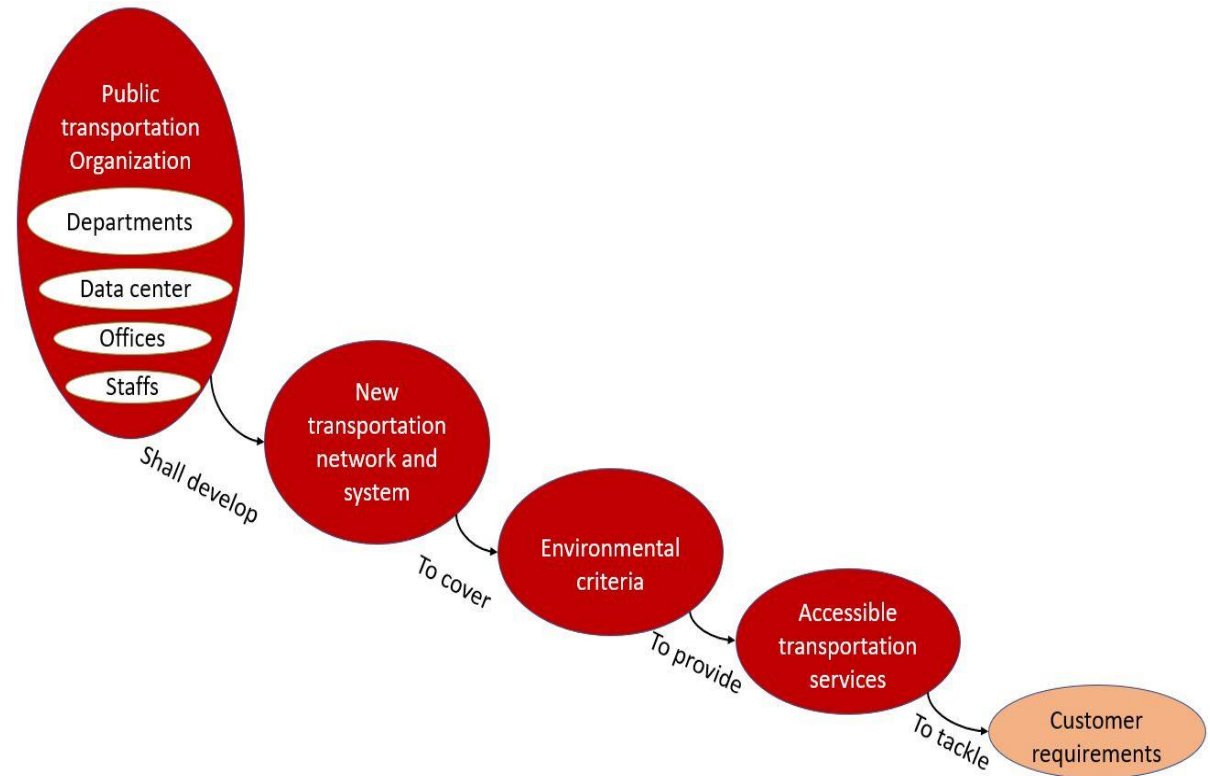 Public
transportation
Organization
Departments
Data center
Offices
Staffs
Shall develop
New
transportation
network and
system
To cover
Environmental
criteria
To provide
Accessible
transportation
services
To tackle
Customer
requirements